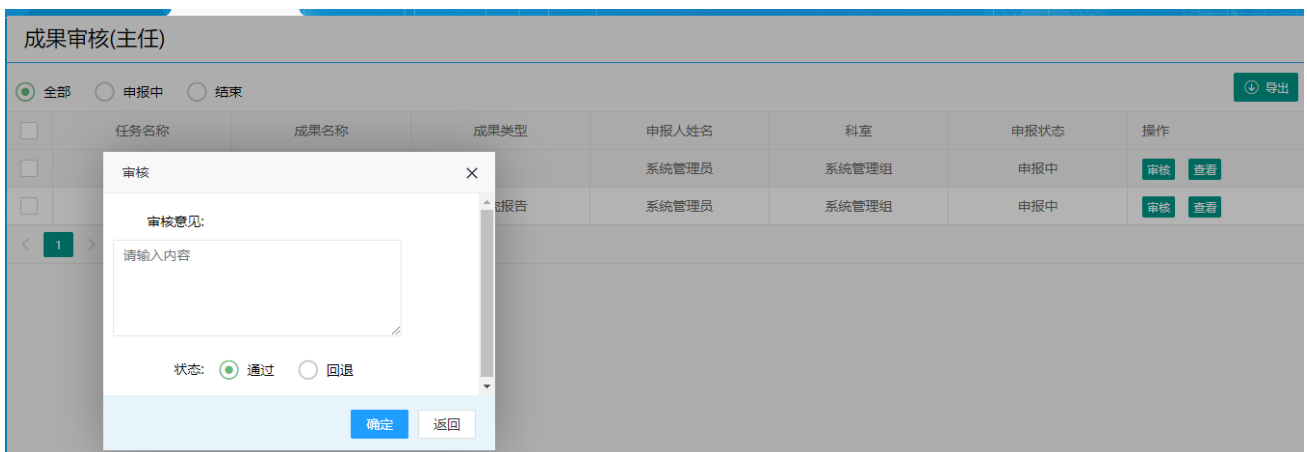 成果审核(主任)
全部 申报中 结束 导出
任务名称 成果名称 成果类型 申报人姓名 科室 申报状态 操作
审核 系统管理员 系统管理组 申报中 审核 查看
报告 系统管理员 系统管理组 申报中 审核 查看
审核意见:
1
请输入内容
状态: 通过 回退
确定 返回